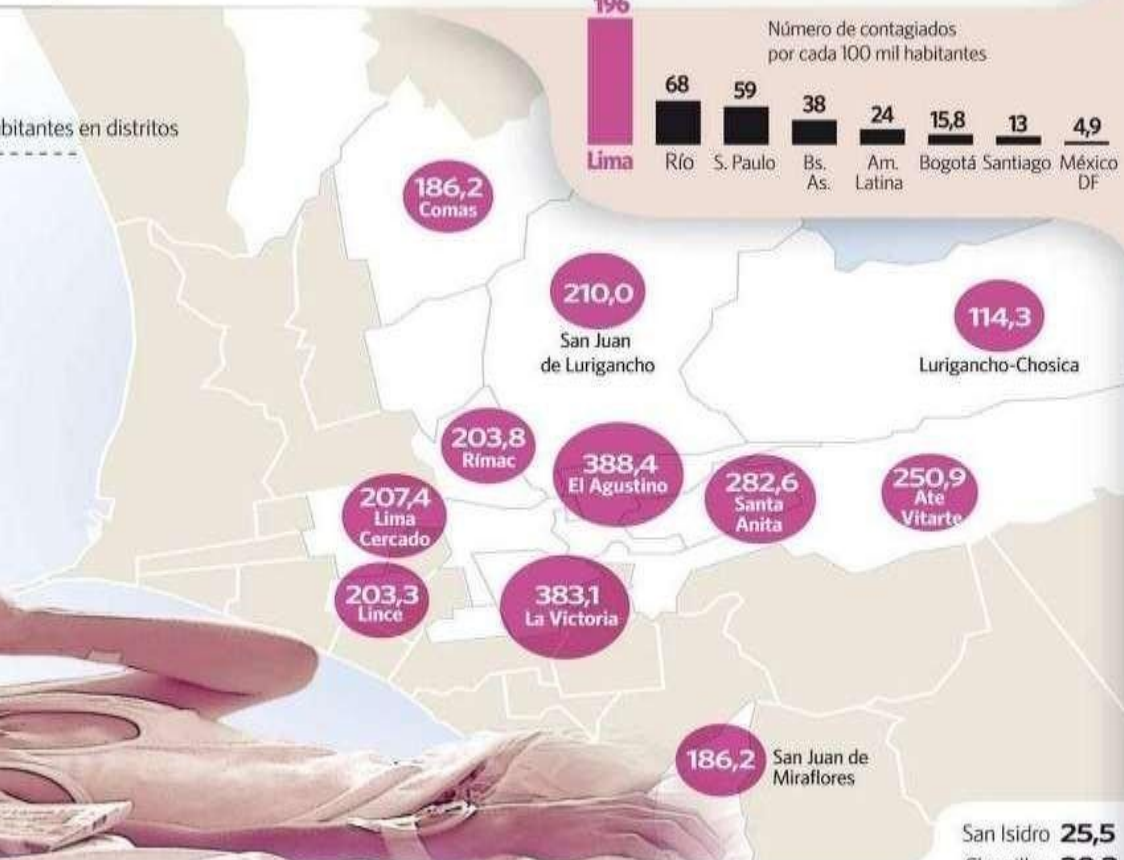 196
Número de contagiados
por cada 100 mil habitantes
68
59
38
24
15,8
13
4,9
Lima
Río
S. Paulo
Bs.
As.
Am.
Latina
Bogotá
Santiago
México
DF
en distritos
186,2
Comas
210,0
San Juan
de Lurigancho
114,3
Lurigancho-Chosica
203,8
Rímac
388,4
El Agustino
282,6
Santa
Anita
250,9
Ate
Vitarte
207,4
Lima
Cercado
203,3
Lince
383,1
La Victoria
186,2
San Juan de
Miraflores
San Isidro 25,5